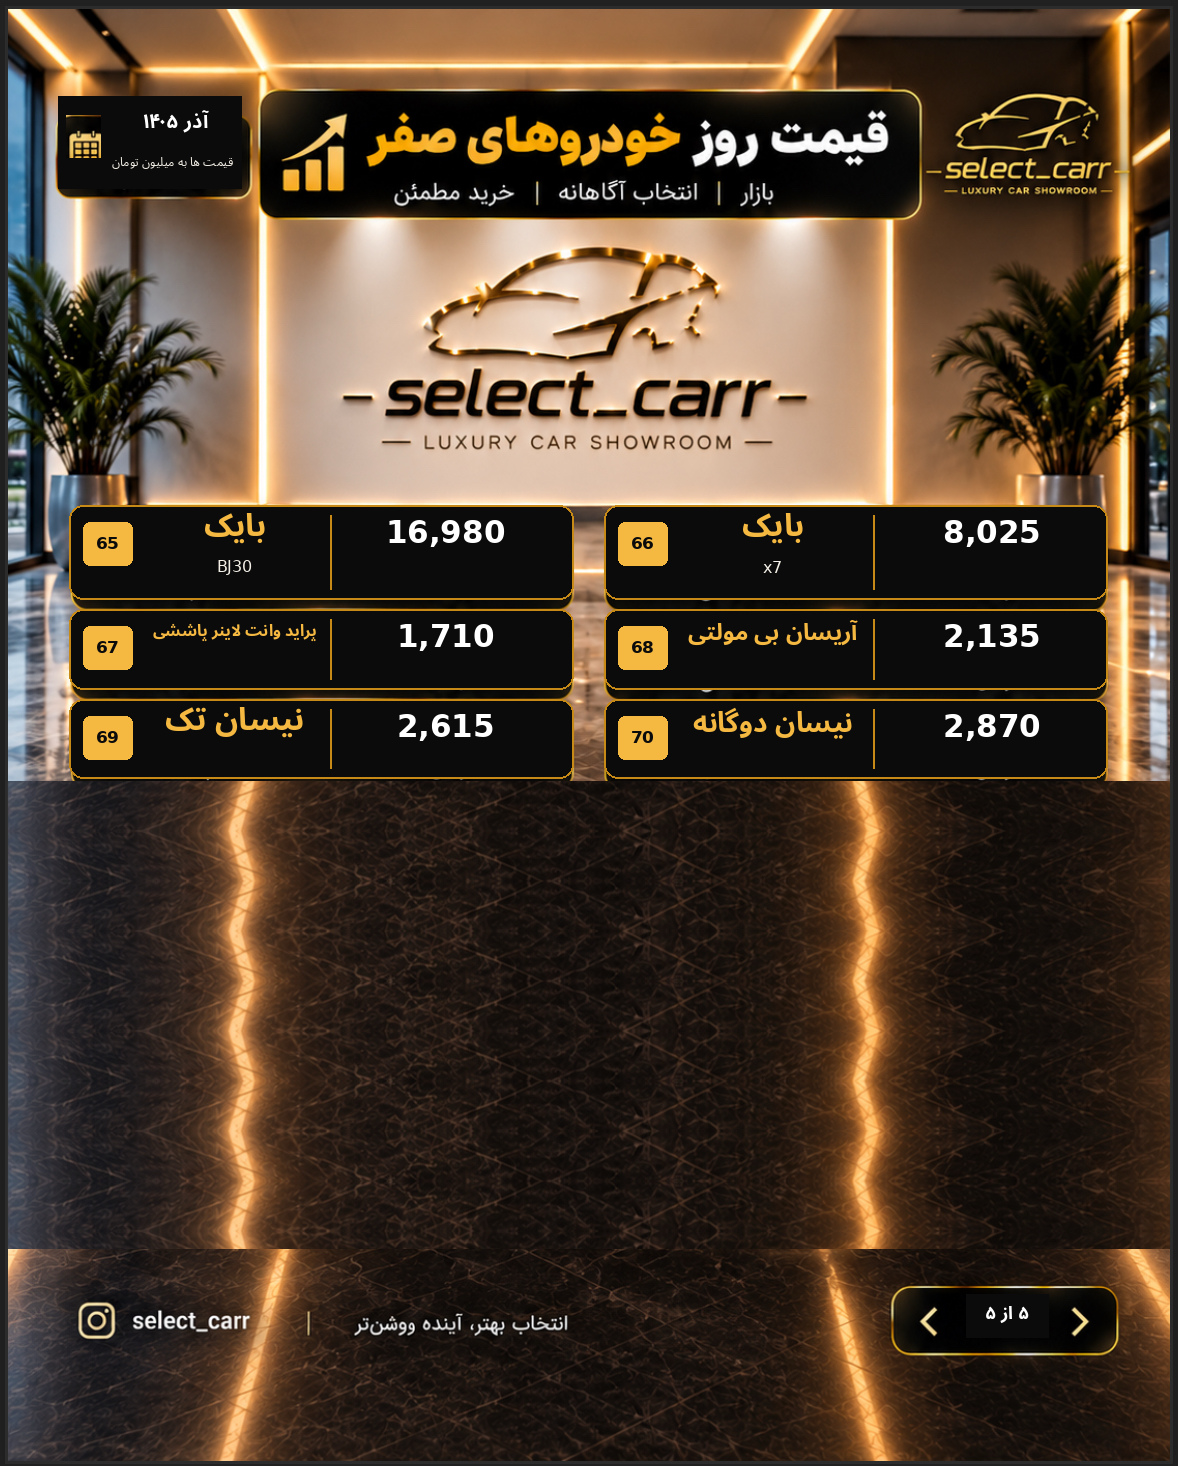 آذر ۱۴۰۵
قیمت ها به میلیون تومان
قیمت روز خودروهای صفر
بازار | انتخاب آگاهانه | خرید مطمئن
select_carr
LUXURY CAR SHOWROOM
select_carr
LUXURY CAR SHOWROOM
65 بایک 16,980
BJ30
66 بایک 8,025
x7
67 پراید وانت لاینر پاششی 1,710
68 آریسان بی مولتی 2,135
69 نیسان تک 2,615
70 نیسان دوگانه 2,870
select_carr | انتخاب بهتر، آینده ووشن‌تر
۵ از ۵